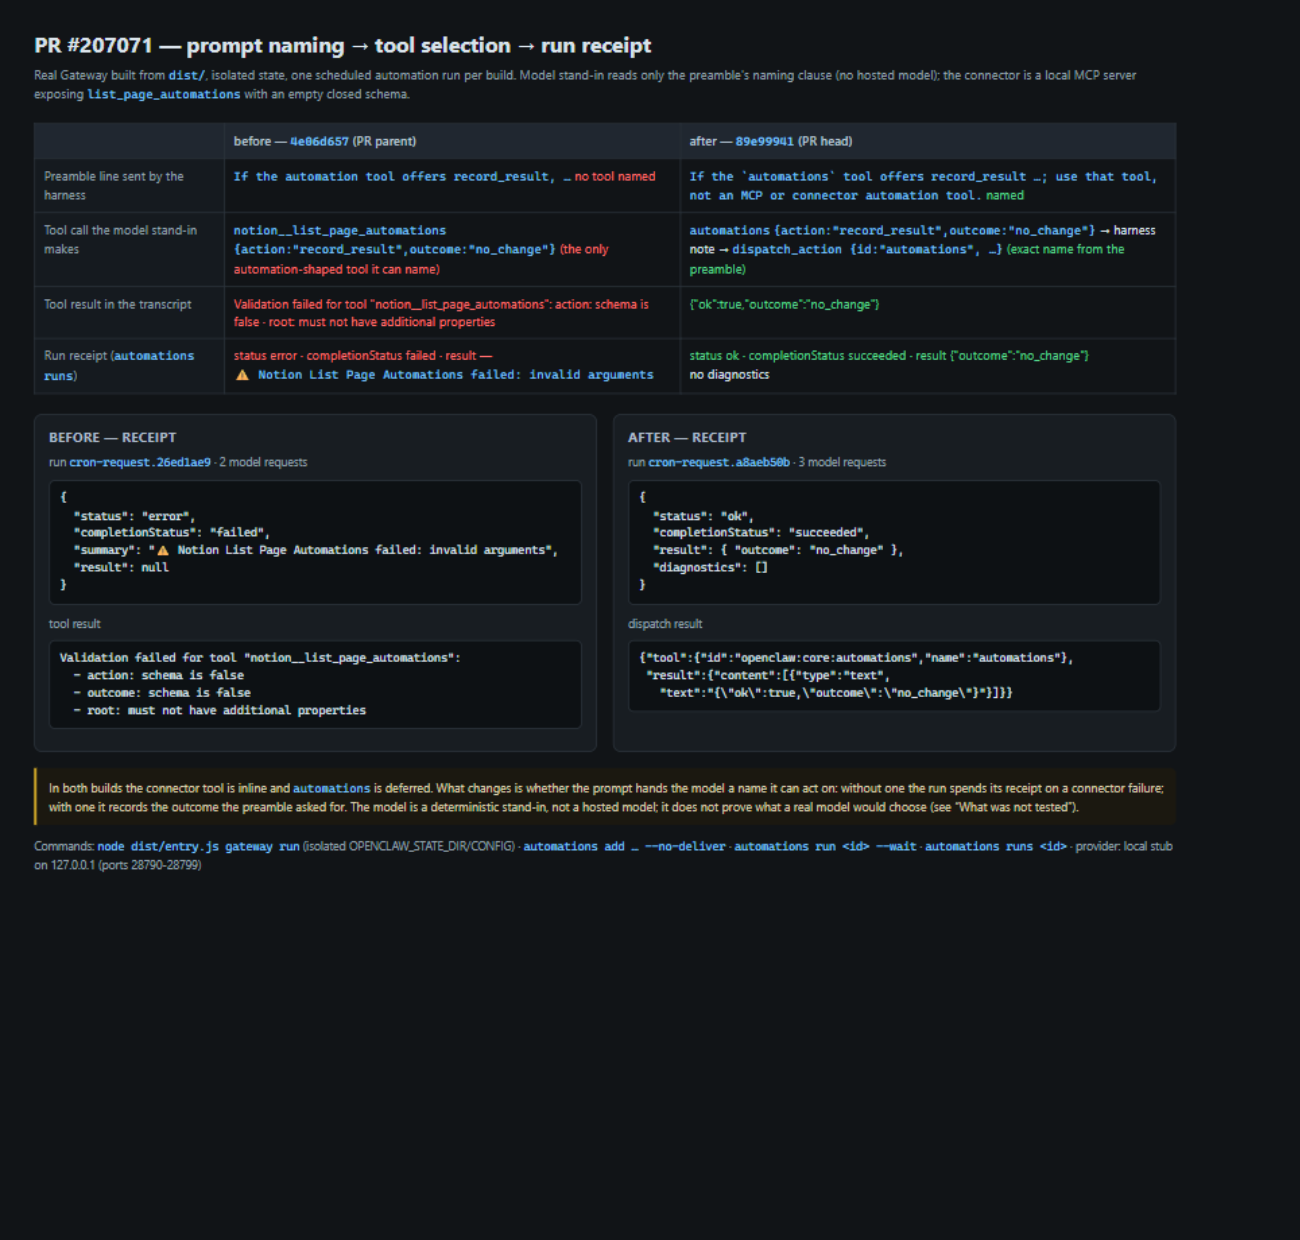 PR #207071 — prompt naming → tool selection → run receipt
Real Gateway built from dist/, isolated state, one scheduled automation run per build. Model stand-in reads only the preamble's naming clause (no hosted model); the connector is a local MCP server
exposing list_page_automations with an empty closed schema.
before — 4e06d657 (PR parent)
after — 89e99941 (PR head)
Preamble line sent by the
harness
If the automation tool offers record_result, … no tool named
If the `automations` tool offers record_result …; use that tool,
not an MCP or connector automation tool. named
Tool call the model stand-in
makes
notion__list_page_automations
{action:"record_result",outcome:"no_change"} (the only
automation-shaped tool it can name)
automations {action:"record_result",outcome:"no_change"} → harness
note → dispatch_action {id:"automations", …} (exact name from the
preamble)
Tool result in the transcript
Validation failed for tool "notion__list_page_automations": action: schema is
false · root: must not have additional properties
{"ok":true,"outcome":"no_change"}
Run receipt (automations
runs)
status error · completionStatus failed · result —
⚠ Notion List Page Automations failed: invalid arguments
status ok · completionStatus succeeded · result {"outcome":"no_change"}
no diagnostics
BEFORE — RECEIPT
run cron-request.26ed1ae9 · 2 model requests
{
"status": "error",
"completionStatus": "failed",
"summary": "⚠ Notion List Page Automations failed: invalid arguments",
"result": null
}
tool result
Validation failed for tool "notion__list_page_automations":
- action: schema is false
- outcome: schema is false
- root: must not have additional properties
AFTER — RECEIPT
run cron-request.a8aeb50b · 3 model requests
{
"status": "ok",
"completionStatus": "succeeded",
"result": { "outcome": "no_change" },
"diagnostics": []
}
dispatch result
{"tool":{"id":"openclaw:core:automations","name":"automations"},
"result":{"content":[{"type":"text",
"text":"{\"ok\":true,\"outcome\":\"no_change\"}"}]}}
In both builds the connector tool is inline and automations is deferred. What changes is whether the prompt hands the model a name it can act on: without one the run spends its receipt on a connector failure;
with one it records the outcome the preamble asked for. The model is a deterministic stand-in, not a hosted model; it does not prove what a real model would choose (see "What was not tested").
Commands: node dist/entry.js gateway run (isolated OPENCLAW_STATE_DIR/CONFIG) · automations add … --no-deliver · automations run <id> --wait · automations runs <id> · provider: local stub
on 127.0.0.1 (ports 28790-28799)